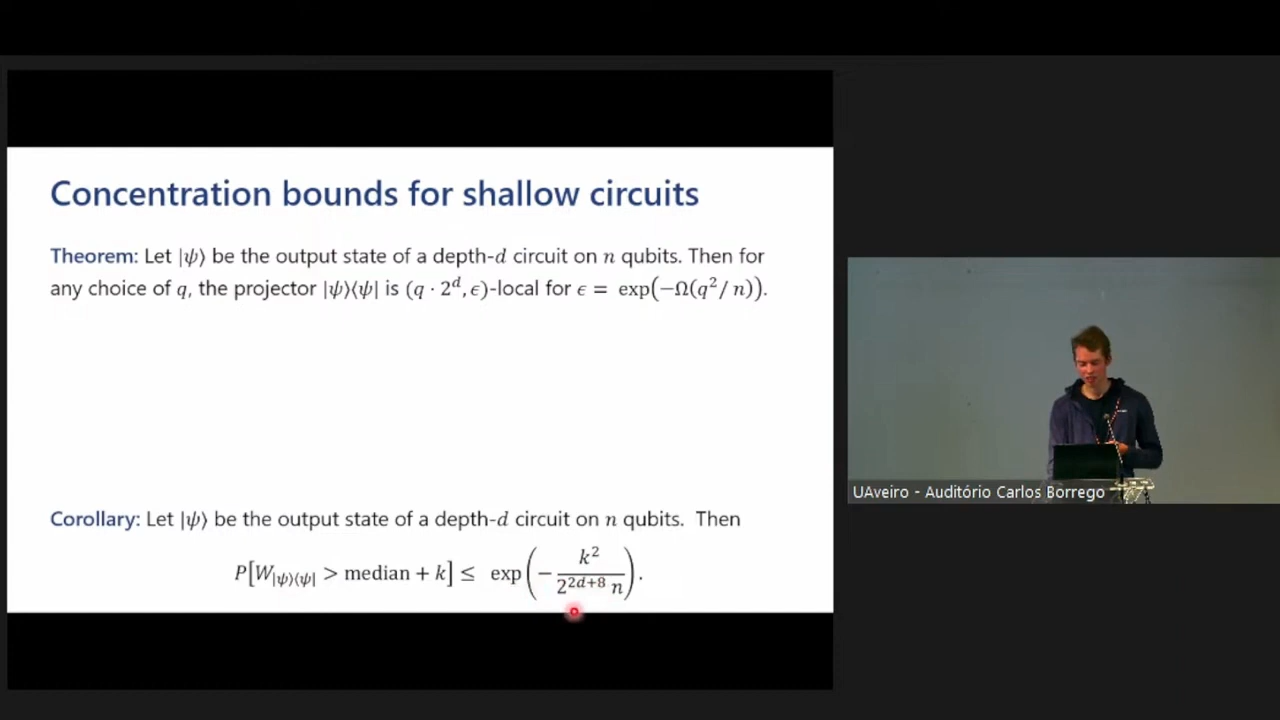 Concentration bounds for shallow circuits
Theorem: Let |ψ⟩ be the output state of a depth-d circuit on n qubits. Then for
any choice of q, the projector |ψ⟩⟨ψ| is (q · 2^d, ϵ)-local for ϵ = exp(−Ω(q²/n)).
Corollary: Let |ψ⟩ be the output state of a depth-d circuit on n qubits. Then
P[W_{|ψ⟩⟨ψ|} > median + k] ≤ exp(− k² / (2^{2d+8} n)).
UAveiro - Auditório Carlos Borrego